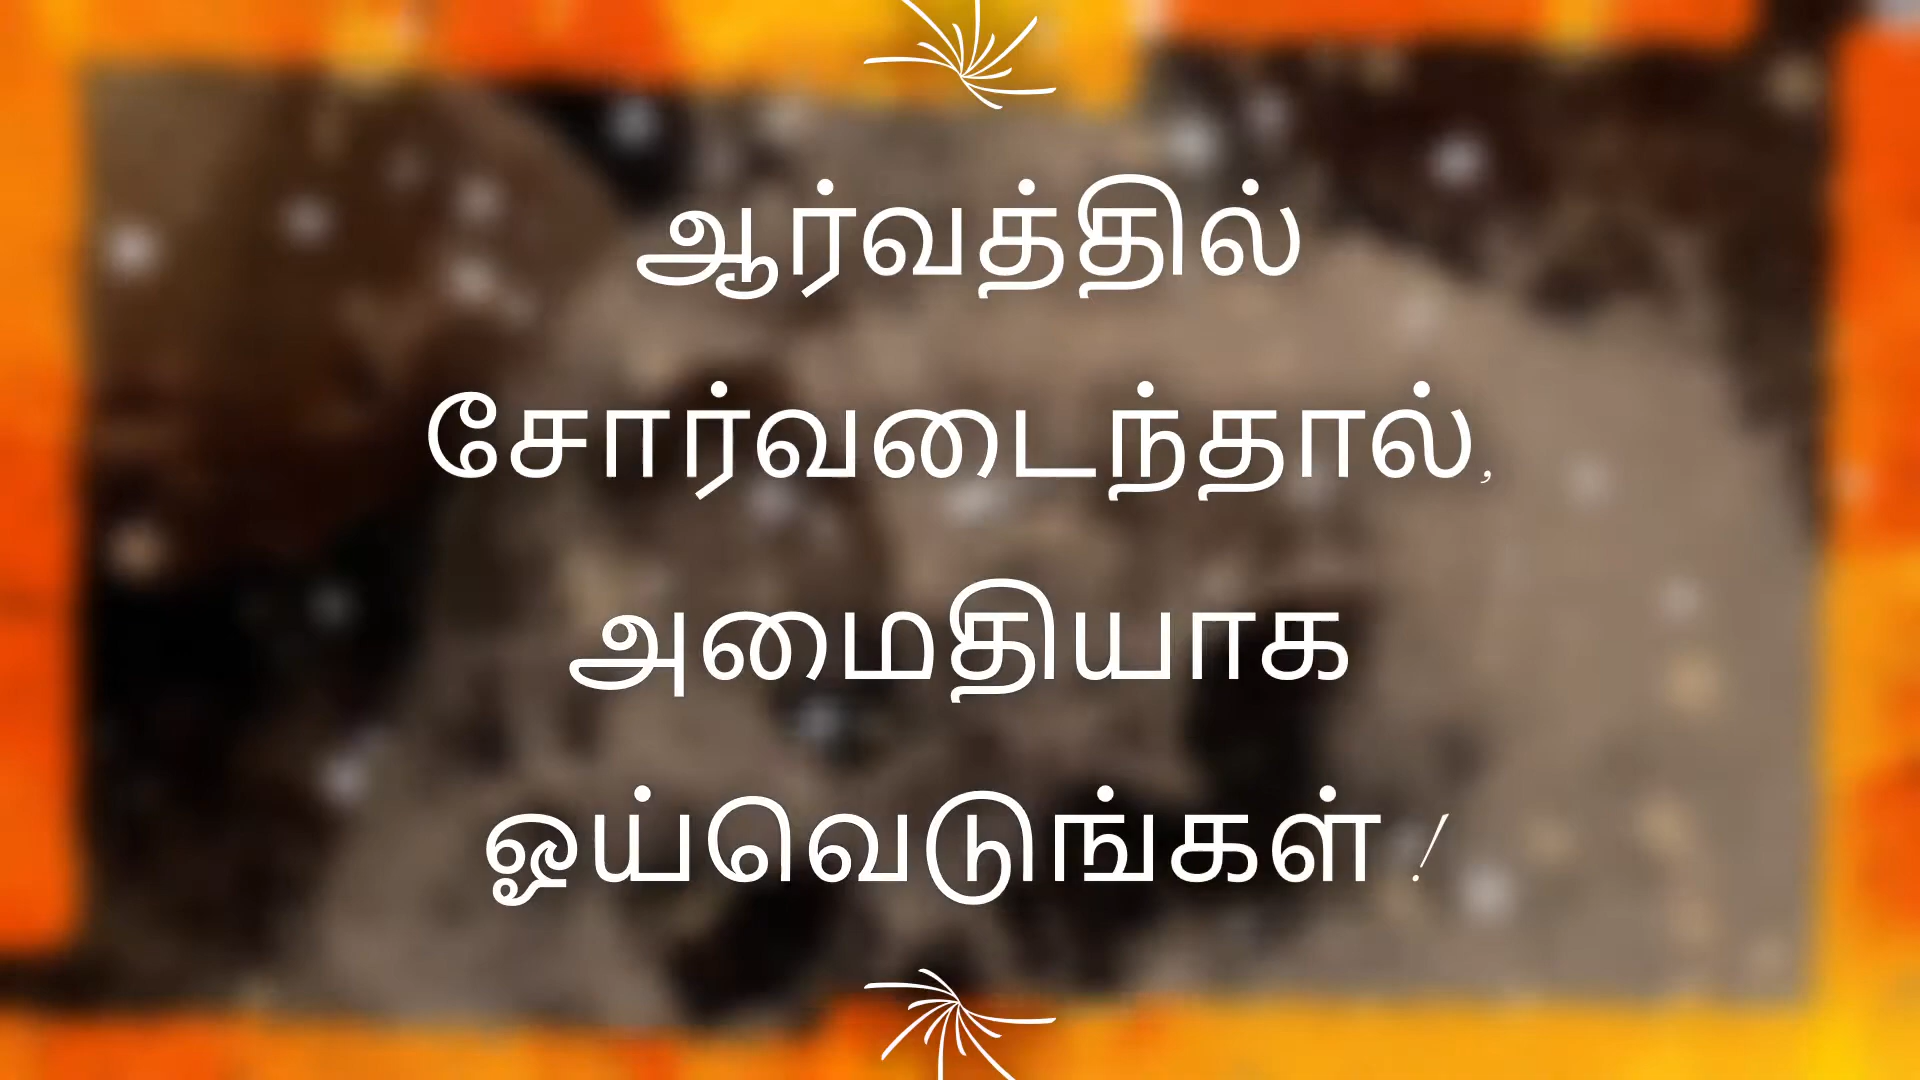 ஆர்வத்தில்
சோர்வடைந்தால்,
அமைதியாக
ஓய்வெடுங்கள் !